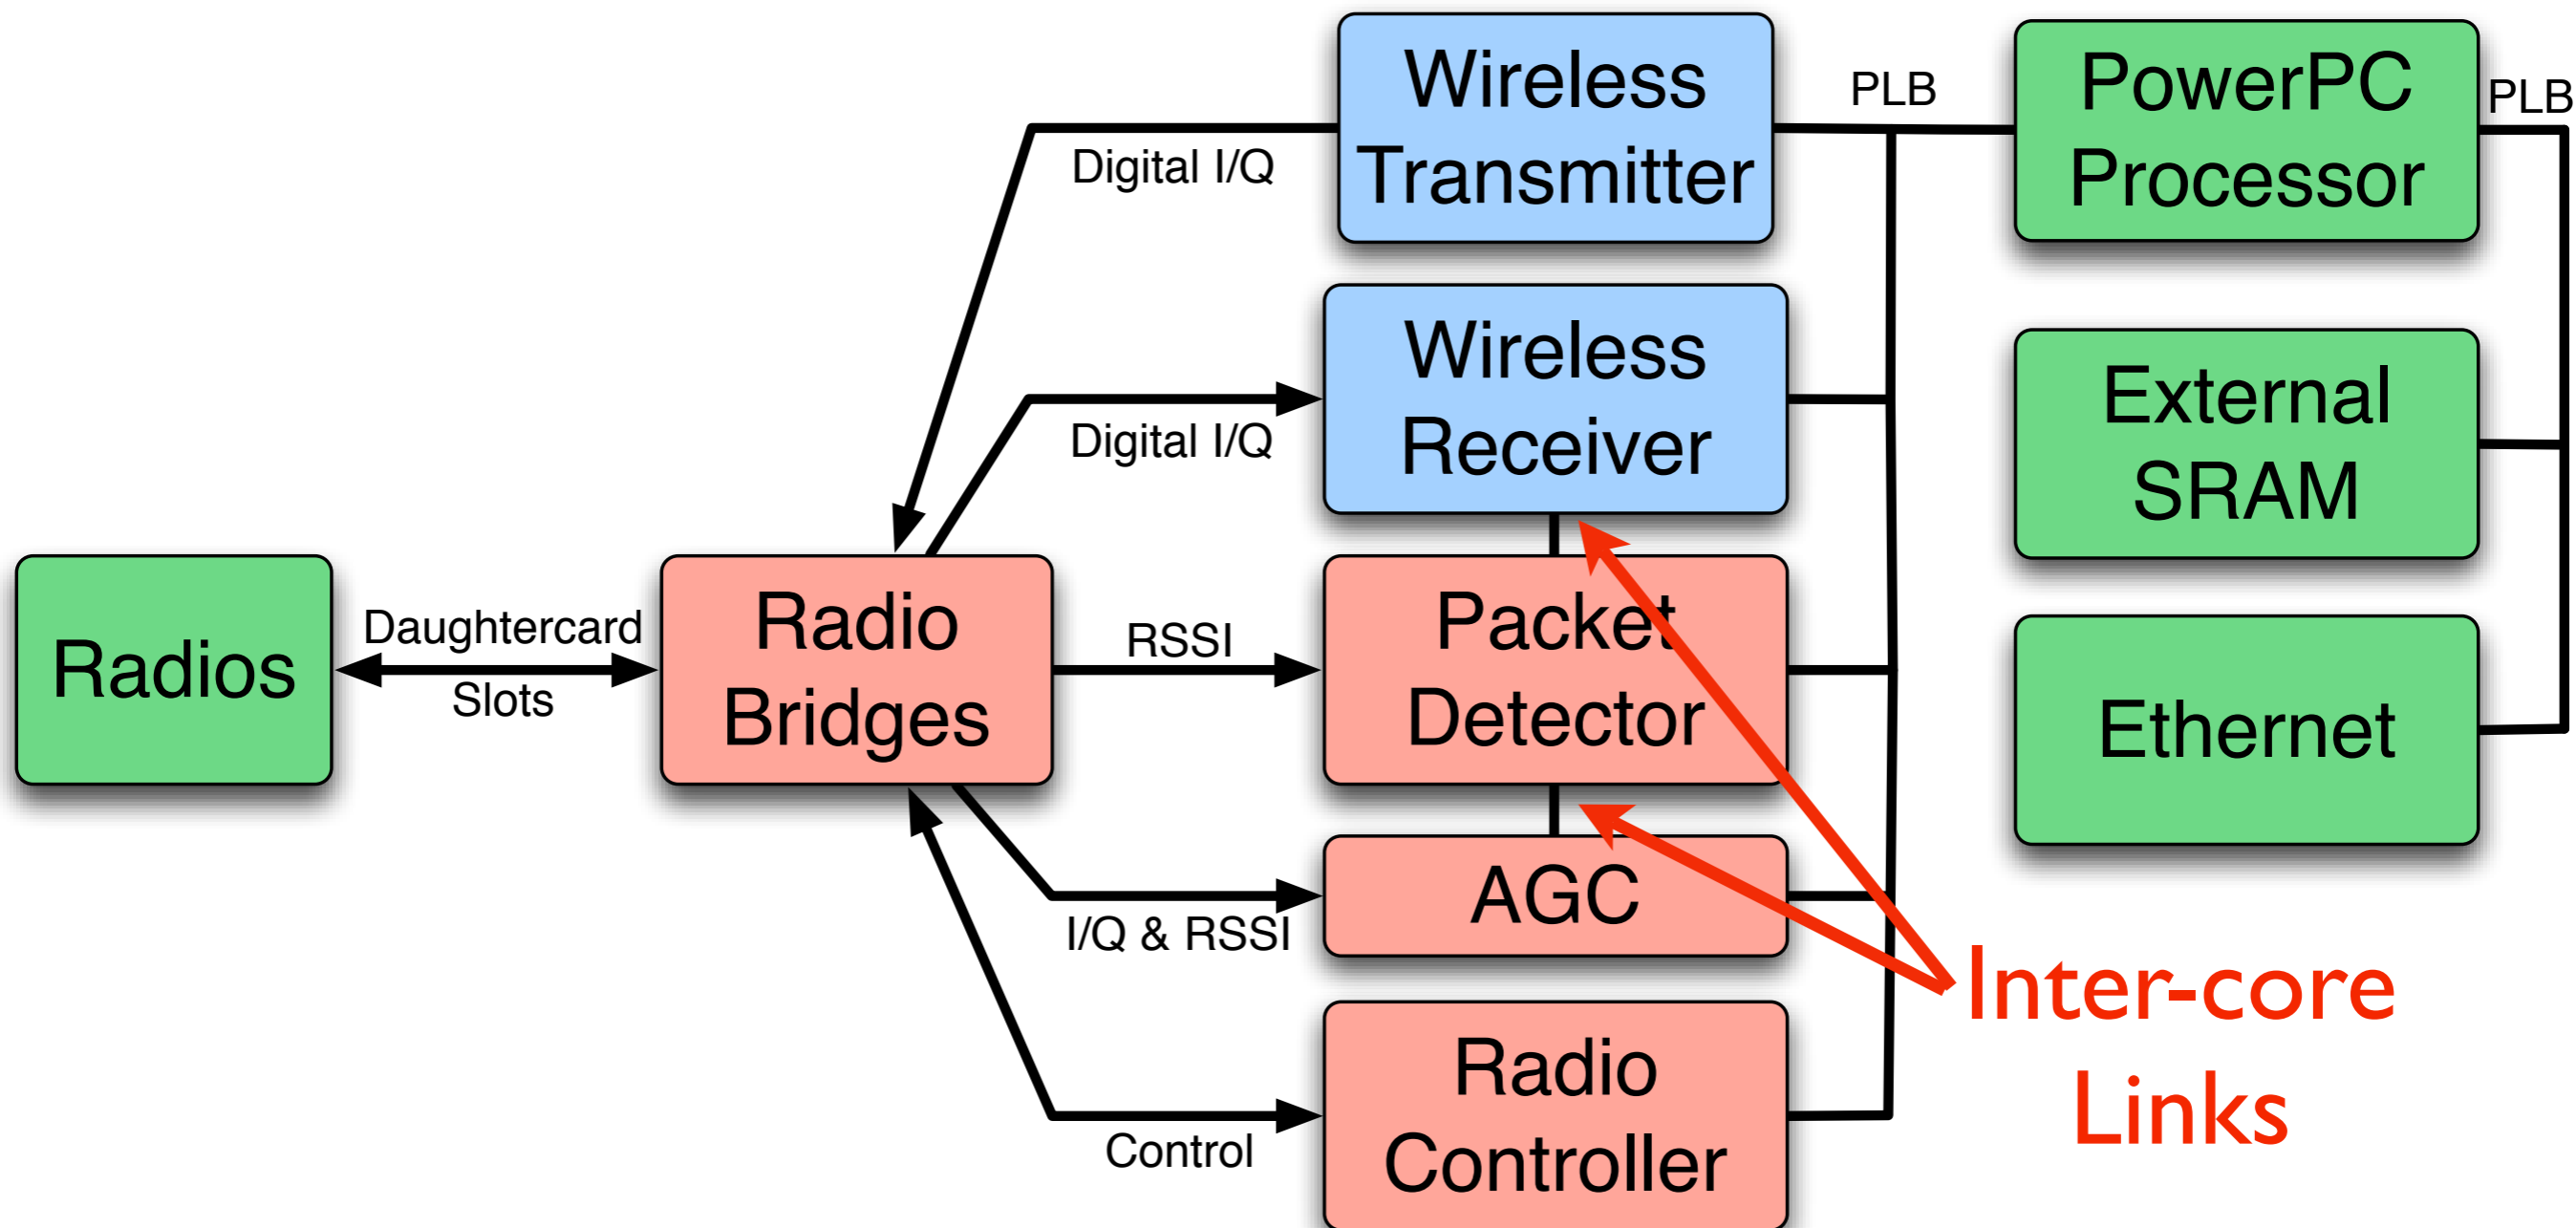 Wireless
Transmitter
PLB
PowerPC
Processor
PLB
Digital I/Q
Wireless
Receiver
Digital I/Q
External
SRAM
Radios
Daughtercard
Slots
Radio
Bridges
RSSI
Packet
Detector
Ethernet
I/Q & RSSI
AGC
Inter-core
Links
Control
Radio
Controller